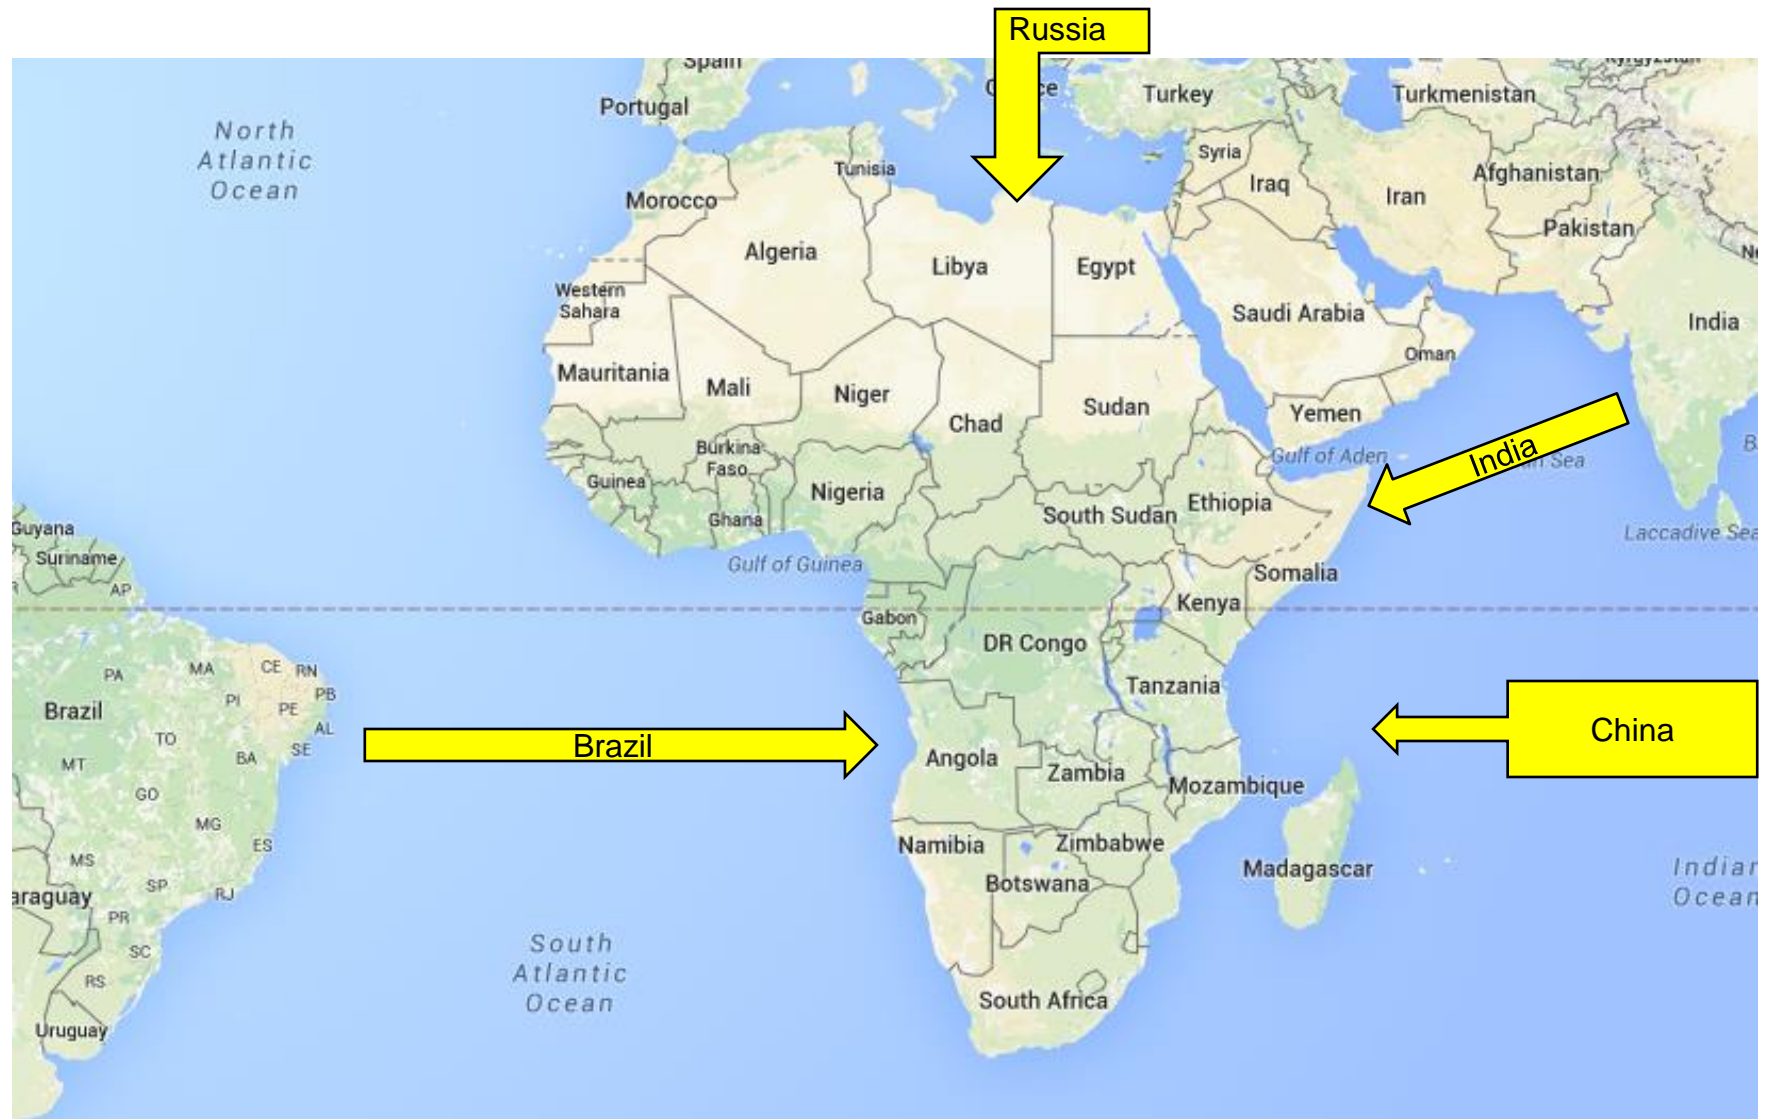 Russia
Spain
Portugal
Turkey
Turkmenistan
North
Atlantic
Ocean
Tunisia
Syria
Afghanistan
Morocco
Iraq
Iran
Pakistan
Algeria
Libya
Egypt
Western
Sahara
Saudi Arabia
India
Oman
Mauritania
Mali
Niger
Chad
Sudan
Yemen
Burkina
Faso
Gulf of Aden
India
Sea
Guinea
Nigeria
Ethiopia
Ghana
South Sudan
Guyana
Laccadive Sea
Suriname
Gulf of Guinea
Somalia
AP
Gabon
Kenya
DR Congo
PA
MA
CE
RN
PB
PI
PE
Tanzania
Brazil
AL
TO
SE
BA
MT
Brazil
China
Angola
Zambia
Mozambique
GO
MG
ES
Namibia
Zimbabwe
MS
SP
RJ
Botswana
Madagascar
Indian
Ocean
araguay
PR
SC
RS
South
Atlantic
Ocean
South Africa
Uruguay